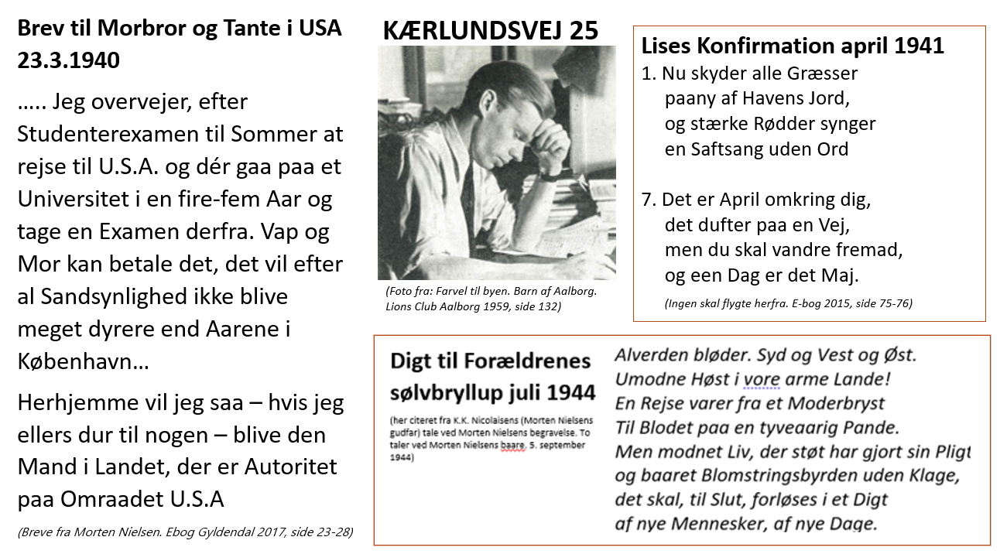 Brev til Morbror og Tante i USA
23.3.1940
….. Jeg overvejer, efter
Studenterexamen til Sommer at
rejse til U.S.A. og dér gaa paa et
Universitet i en fire-fem Aar og
tage en Examen derfra. Vap og
Mor kan betale det, det vil efter
al Sandsynlighed ikke blive
meget dyrere end Aarene i
København…
Herhjemme vil jeg saa – hvis jeg
ellers dur til nogen – blive den
Mand i Landet, der er Autoritet
paa Omraadet U.S.A
(Breve fra Morten Nielsen. Ebog Gyldendal 2017, side 23-28)
KÆRLUNDSVEJ 25
(Foto fra: Farvel til byen. Barn af Aalborg.
Lions Club Aalborg 1959, side 132)
Lises Konfirmation april 1941
1. Nu skyder alle Græsser
paany af Havens Jord,
og stærke Rødder synger
en Saftsang uden Ord
7. Det er April omkring dig,
det dufter paa en Vej,
men du skal vandre fremad,
og een Dag er det Maj.
(Ingen skal flygte herfra. E-bog 2015, side 75-76)
Digt til Forældrenes
sølvbryllup juli 1944
(her citeret fra K.K. Nicolaisens (Morten Nielsens
gudfar) tale ved Morten Nielsens begravelse. To
taler ved Morten Nielsens baare. 5. september
1944)
Alverden bløder. Syd og Vest og Øst.
Umodne Høst i vore arme Lande!
En Rejse varer fra et Moderbryst
Til Blodet paa en tyveaarig Pande.
Men modnet Liv, der støt har gjort sin Pligt
og baaret Blomstringsbyrden uden Klage,
det skal, til Slut, forløses i et Digt
af nye Mennesker, af nye Dage.